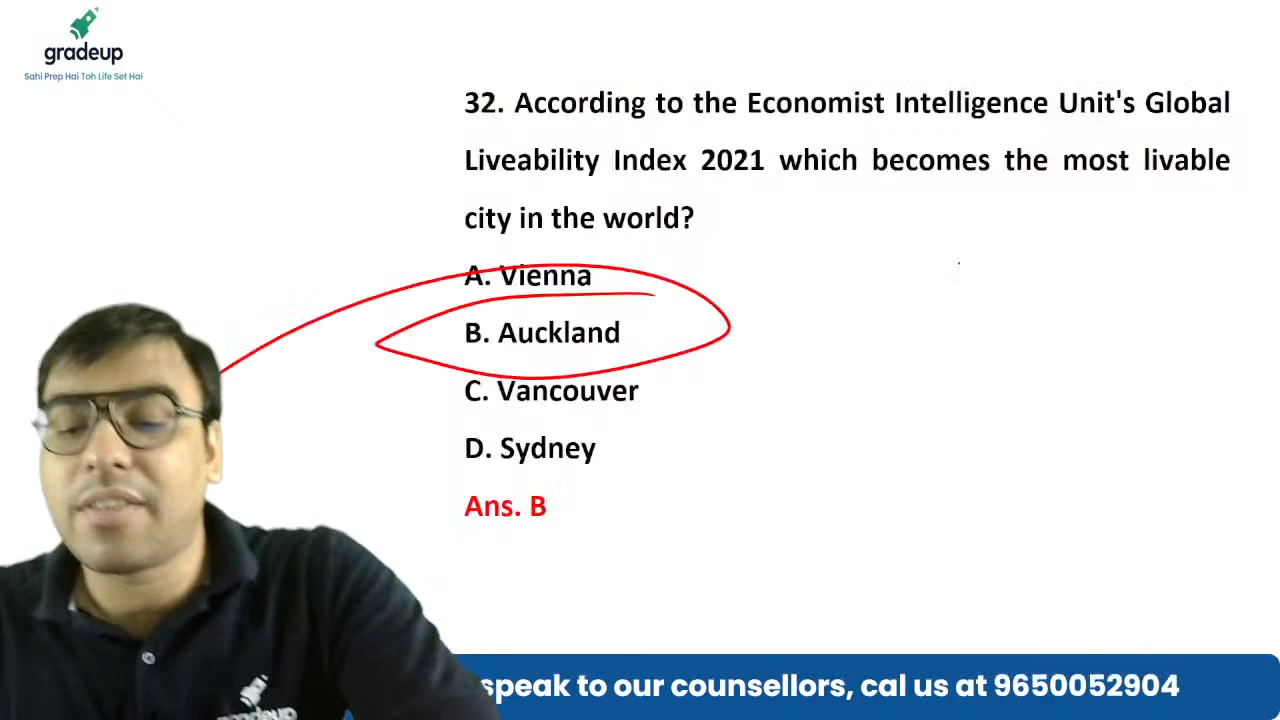 gradeup
Sahi Prep Hai Toh Life Set Hai
32. According to the Economist Intelligence Unit's Global
Liveability Index 2021 which becomes the most livable
city in the world?
A. Vienna
B. Auckland
C. Vancouver
D. Sydney
Ans. B
gradeup
speak to our counsellors, cal us at 9650052904